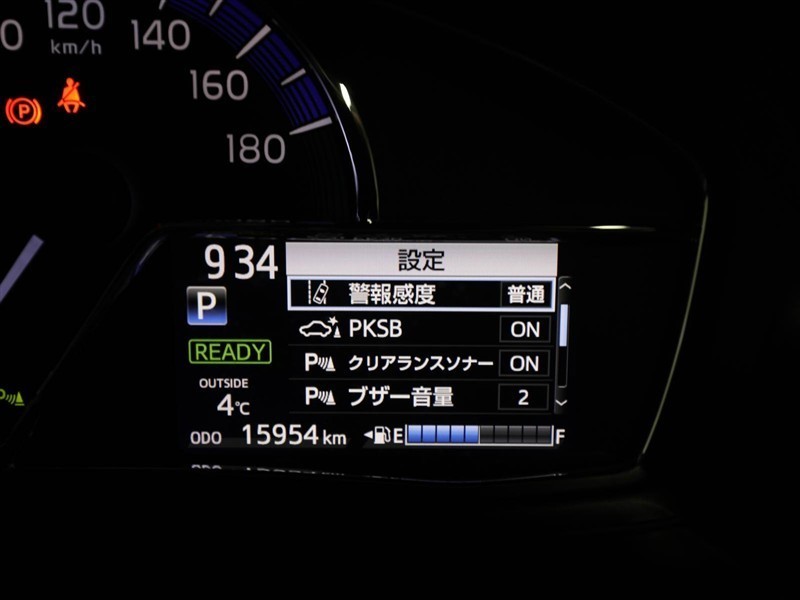 0
120
km/h
140
160
180
P
9 34
設定
警報感度 普通
PKSB ON
P クリアランスソナー ON
P ブザー音量 2
P
READY
OUTSIDE
4℃
ODO 15954 km
E F